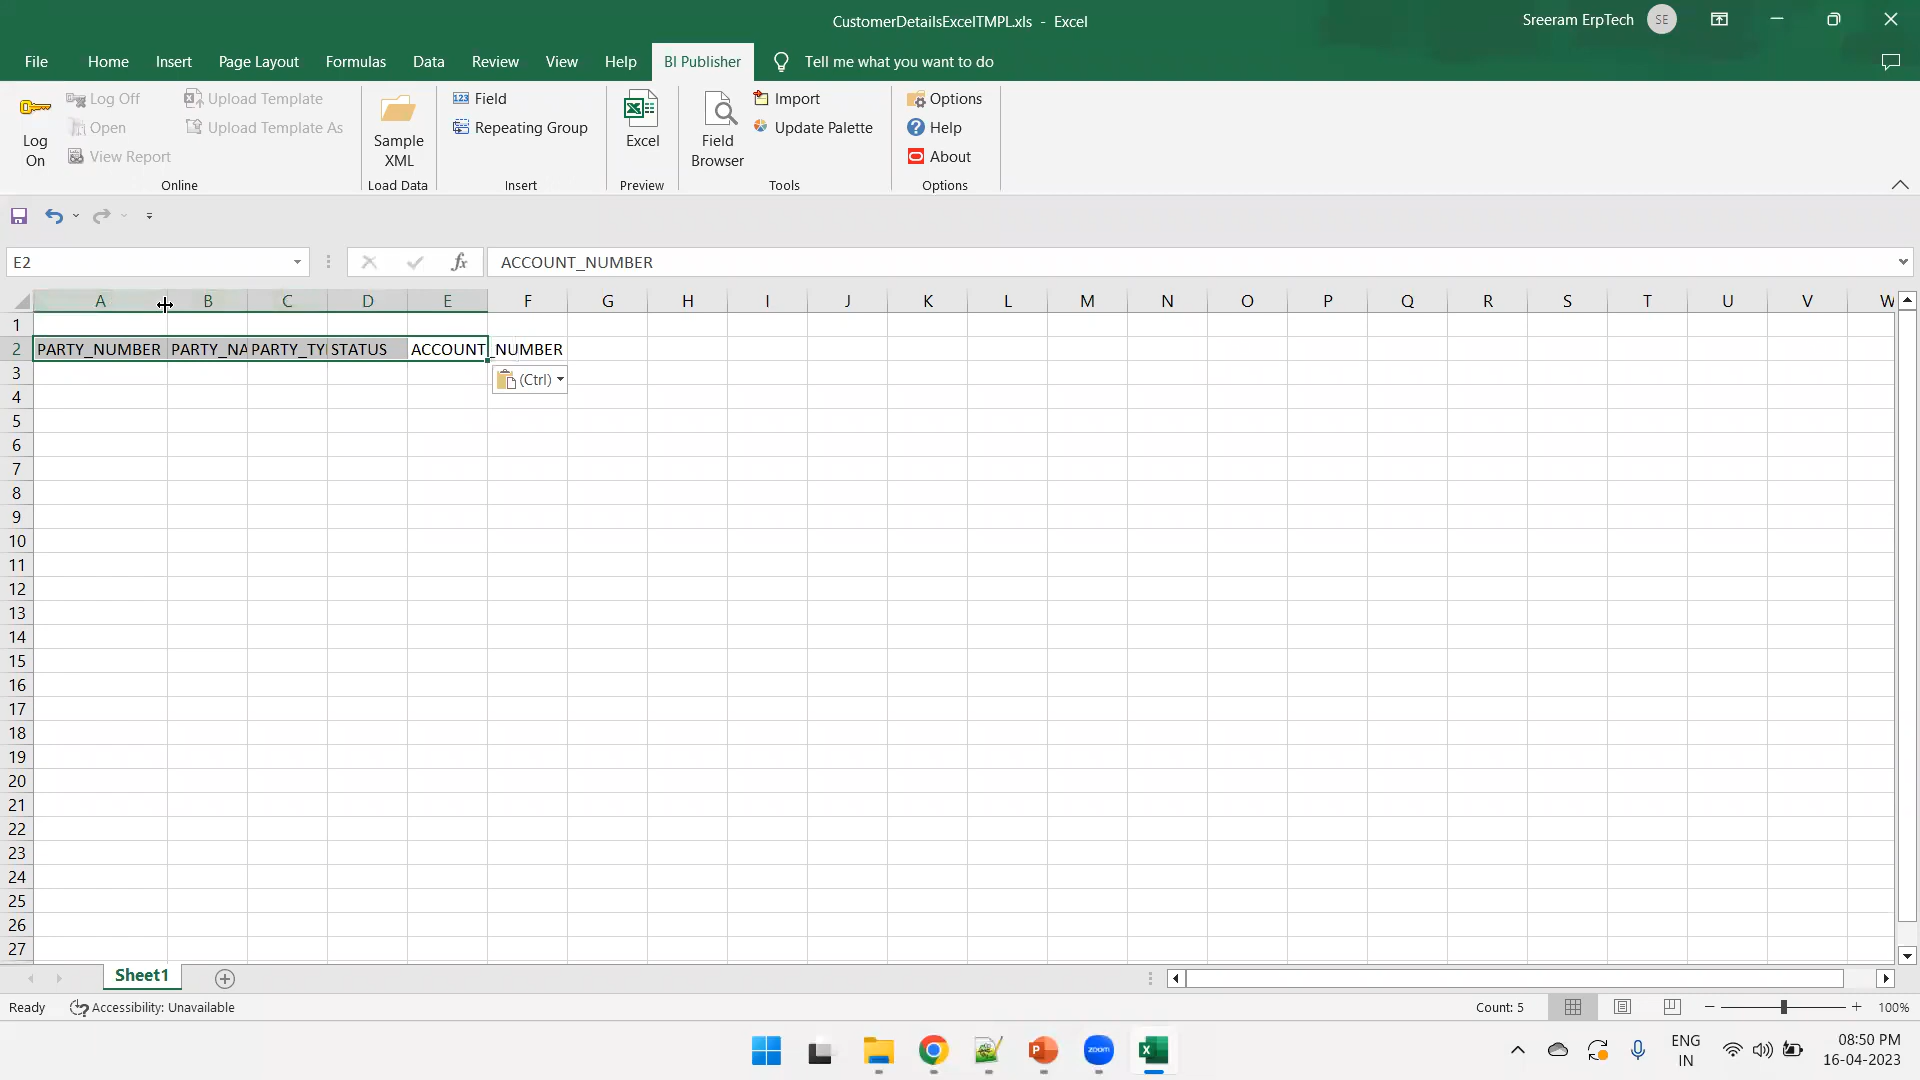 CustomerDetailsExcelTMPL.xls - Excel
Sreeram ErpTech SE
File Home Insert Page Layout Formulas Data Review View Help BI Publisher Tell me what you want to do
Log On
Log Off
Open
View Report
Upload Template
Upload Template As
Online
Sample XML
Load Data
Field
Repeating Group
Insert
Excel
Preview
Field Browser
Import
Update Palette
Tools
Options
Help
About
Options
E2 fx ACCOUNT_NUMBER
A B C D E F G H I J K L M N O P Q R S T U V W
1
2 PARTY_NUMBER PARTY_NA PARTY_TY STATUS ACCOUNT_NUMBER
3 (Ctrl)
4
5
6
7
8
9
10
11
12
13
14
15
16
17
18
19
20
21
22
23
24
25
26
27
Sheet1
Ready Accessibility: Unavailable Count: 5 100%
zoom
ENG
IN
08:50 PM
16-04-2023